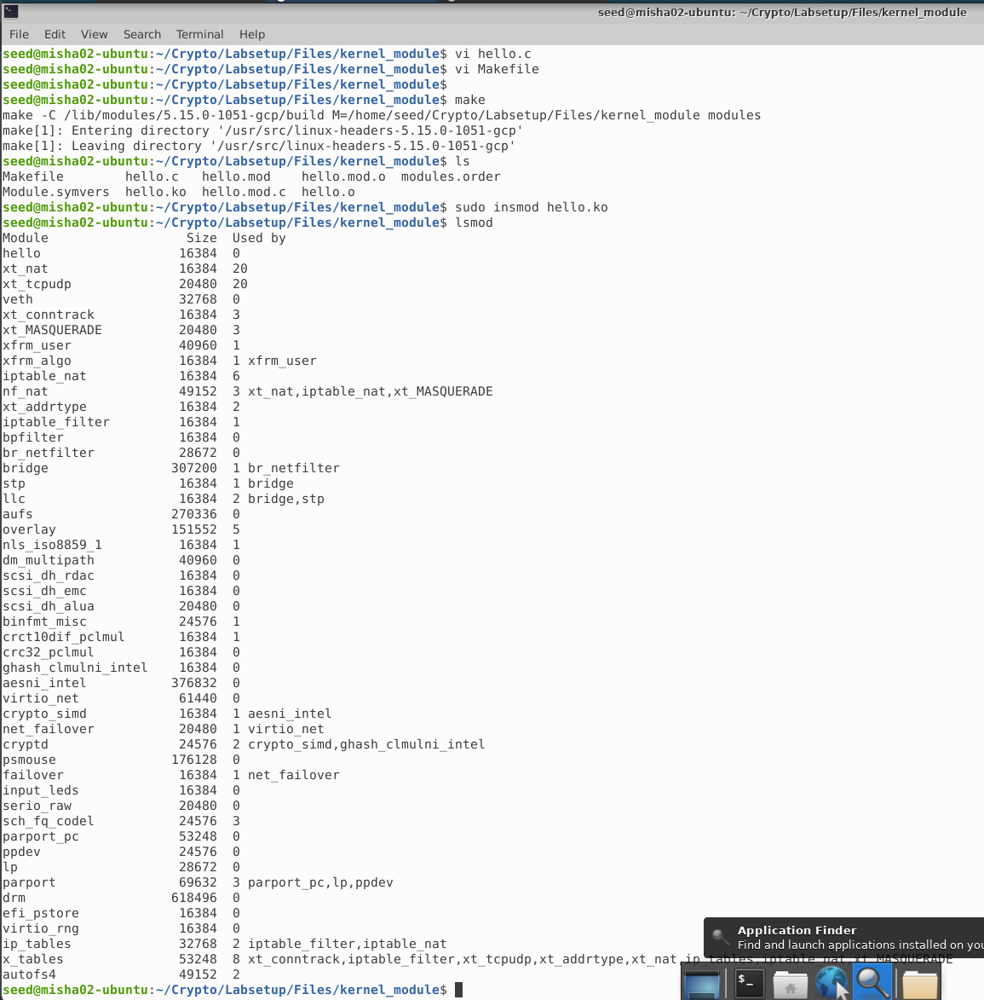 seed@misha02-ubuntu: ~/Crypto/Labsetup/Files/kernel_module
File Edit View Search Terminal Help
seed@misha02-ubuntu:~/Crypto/Labsetup/Files/kernel_module$ vi hello.c
seed@misha02-ubuntu:~/Crypto/Labsetup/Files/kernel_module$ vi Makefile
seed@misha02-ubuntu:~/Crypto/Labsetup/Files/kernel_module$
seed@misha02-ubuntu:~/Crypto/Labsetup/Files/kernel_module$ make
make -C /lib/modules/5.15.0-1051-gcp/build M=/home/seed/Crypto/Labsetup/Files/kernel_module modules
make[1]: Entering directory '/usr/src/linux-headers-5.15.0-1051-gcp'
make[1]: Leaving directory '/usr/src/linux-headers-5.15.0-1051-gcp'
seed@misha02-ubuntu:~/Crypto/Labsetup/Files/kernel_module$ ls
Makefile        hello.c   hello.mod    hello.mod.o  modules.order
Module.symvers  hello.ko  hello.mod.c  hello.o
seed@misha02-ubuntu:~/Crypto/Labsetup/Files/kernel_module$ sudo insmod hello.ko
seed@misha02-ubuntu:~/Crypto/Labsetup/Files/kernel_module$ lsmod
Module                  Size  Used by
hello                  16384  0
xt_nat                 16384  20
xt_tcpudp              20480  20
veth                   32768  0
xt_conntrack           16384  3
xt_MASQUERADE          20480  3
xfrm_user              40960  1
xfrm_algo              16384  1 xfrm_user
iptable_nat            16384  6
nf_nat                 49152  3 xt_nat,iptable_nat,xt_MASQUERADE
xt_addrtype            16384  2
iptable_filter         16384  1
bpfilter               16384  0
br_netfilter           28672  0
bridge                307200  1 br_netfilter
stp                    16384  1 bridge
llc                    16384  2 bridge,stp
aufs                  270336  0
overlay               151552  5
nls_iso8859_1          16384  1
dm_multipath           40960  0
scsi_dh_rdac           16384  0
scsi_dh_emc            16384  0
scsi_dh_alua           20480  0
binfmt_misc            24576  1
crct10dif_pclmul       16384  1
crc32_pclmul           16384  0
ghash_clmulni_intel    16384  0
aesni_intel           376832  0
virtio_net             61440  0
crypto_simd            16384  1 aesni_intel
net_failover           20480  1 virtio_net
cryptd                 24576  2 crypto_simd,ghash_clmulni_intel
psmouse               176128  0
failover               16384  1 net_failover
input_leds             16384  0
serio_raw              20480  0
sch_fq_codel           24576  3
parport_pc             53248  0
ppdev                  24576  0
lp                     28672  0
parport                69632  3 parport_pc,lp,ppdev
drm                   618496  0
efi_pstore             16384  0
virtio_rng             16384  0
Application Finder
ip_tables              32768  2 iptable_filter,iptable_nat
Find and launch applications installed on you
x_tables               53248  8 xt_conntrack,iptable_filter,xt_tcpudp,xt_addrtype,xt_nat,ip_tables,iptable_nat,xt_MASQUERADE
autofs4                49152  2
seed@misha02-ubuntu:~/Crypto/Labsetup/Files/kernel_module$